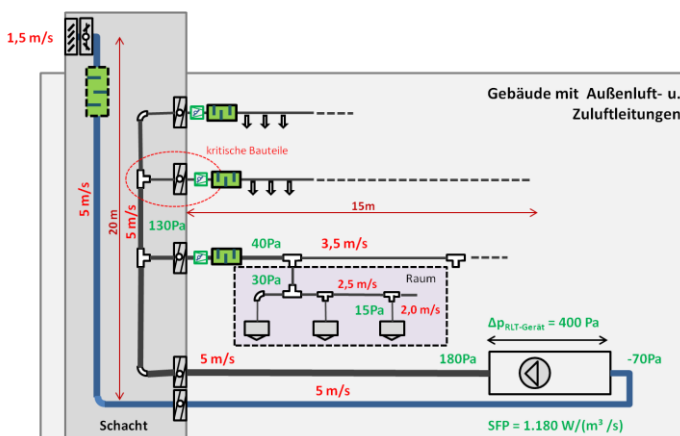 1,5 m/s
Gebäude mit Außenluft- u.
Zuluftleitungen
kritische Bauteile
5 m/s
20 m
5 m/s
130Pa
15m
40Pa
3,5 m/s
30Pa
Raum
2,5 m/s
15Pa
2,0 m/s
ΔpRLT-Gerät = 400 Pa
5 m/s
180Pa
-70Pa
5 m/s
Schacht
SFP = 1.180 W/(m³ /s)